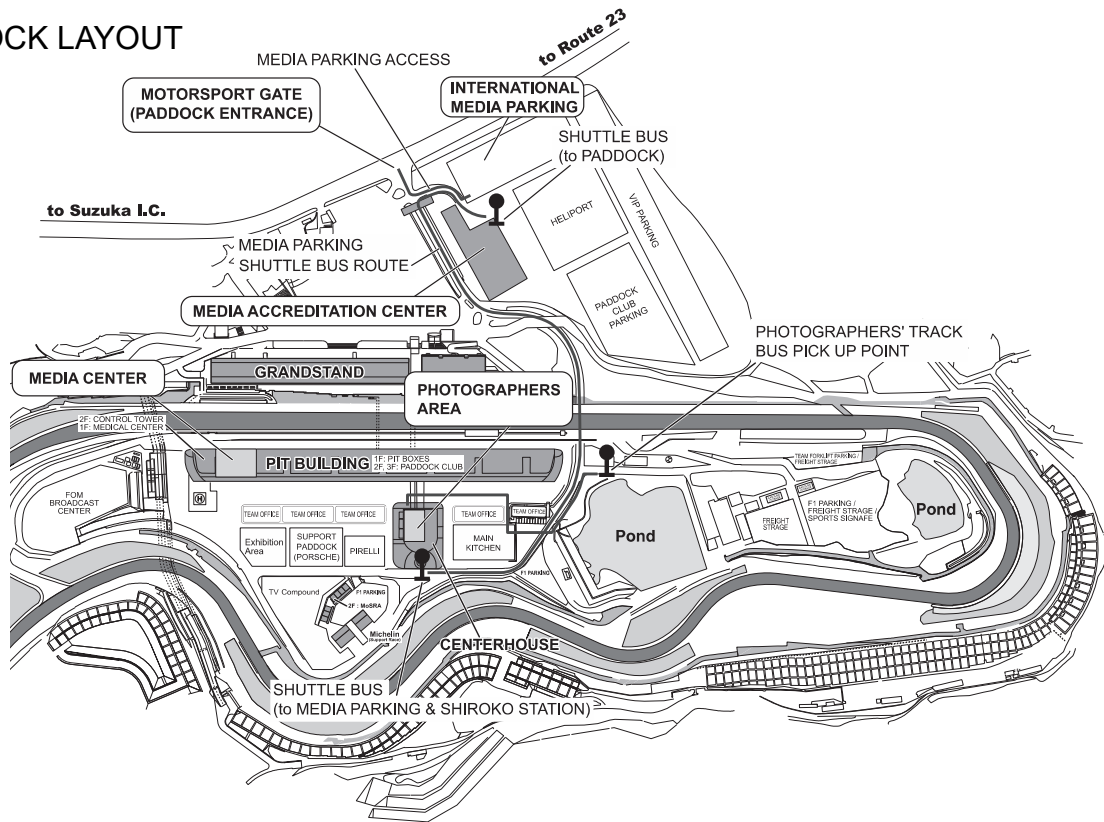 OCK LAYOUT
to Route 23
MEDIA PARKING ACCESS
MOTORSPORT GATE
(PADDOCK ENTRANCE)
INTERNATIONAL
MEDIA PARKING
SHUTTLE BUS
(to PADDOCK)
to Suzuka I.C.
HELIPORT
VIP PARKING
MEDIA PARKING
SHUTTLE BUS ROUTE
PADDOCK
CLUB
PARKING
MEDIA ACCREDITATION CENTER
PHOTOGRAPHERS' TRACK
BUS PICK UP POINT
MEDIA CENTER
GRANDSTAND
PHOTOGRAPHERS
AREA
2F: CONTROL TOWER
1F: MEDICAL CENTER
PIT BUILDING
1F: PIT BOXES
2F, 3F: PADDOCK CLUB
TEAM FORKLIFT PARKING /
FREIGHT STRAGE
FOM
BROADCAST
CENTER
H
TEAM OFFICE
TEAM OFFICE
TEAM OFFICE
TEAM OFFICE
TEAM OFFICE
Exhibition
Area
SUPPORT
PADDOCK
(PORSCHE)
PIRELLI
MAIN
KITCHEN
Pond
FREIGHT
STRAGE
F1 PARKING /
FREIGHT STRAGE /
SPORTS SIGNAFE
Pond
F1 PARKING
TV Compound
F1 PARKING
2F : MoSRA
Michelin
(Support Race)
CENTERHOUSE
SHUTTLE BUS
(to MEDIA PARKING & SHIROKO STATION)